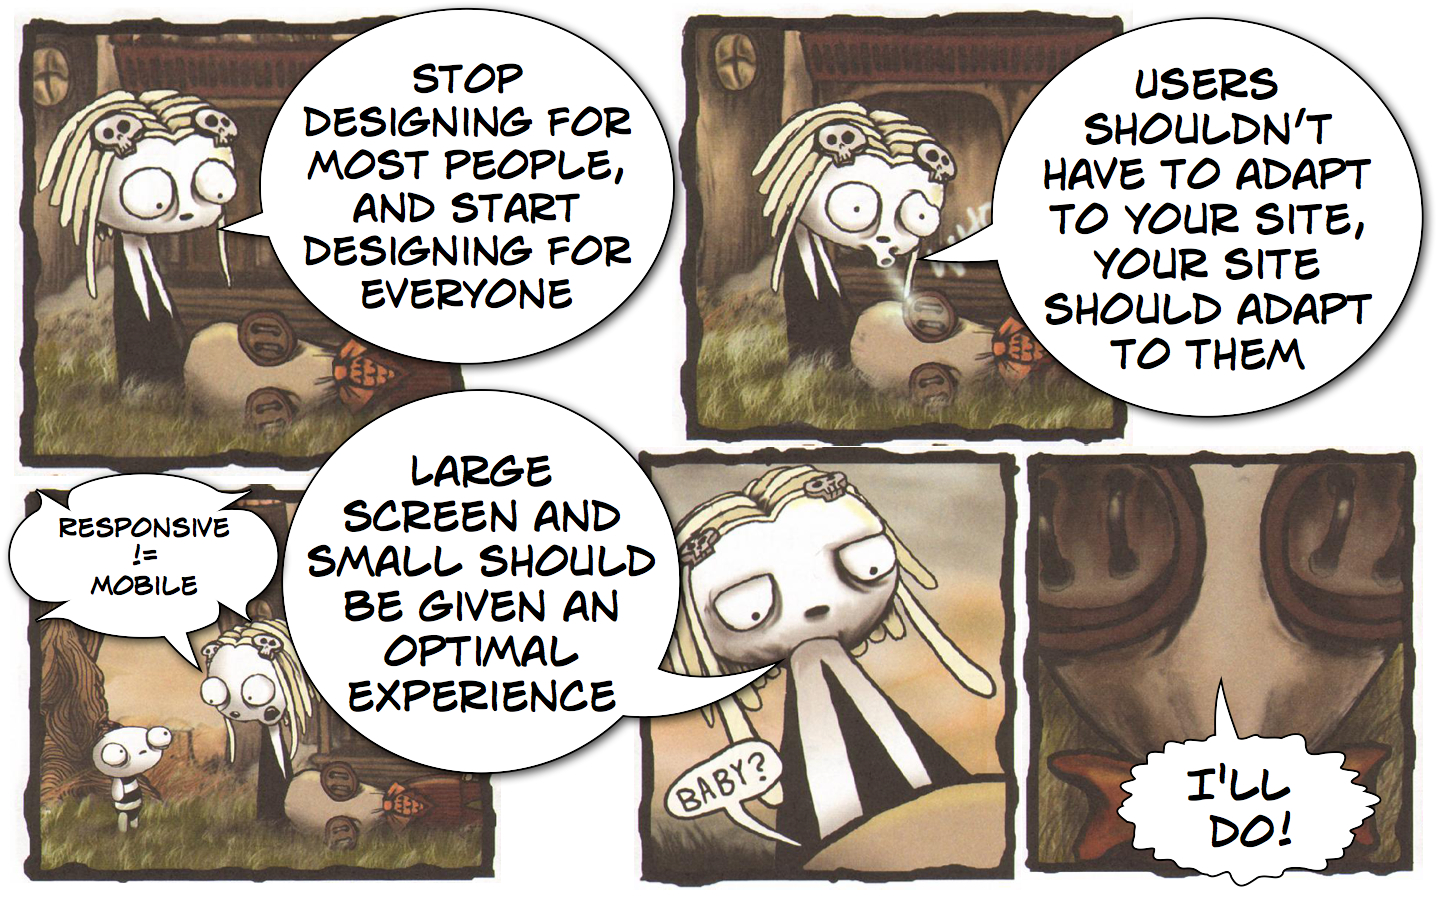 STOP
DESIGNING FOR
MOST PEOPLE,
AND START
DESIGNING FOR
EVERYONE
USERS
SHOULDN'T
HAVE TO ADAPT
TO YOUR SITE,
YOUR SITE
SHOULD ADAPT
TO THEM
RESPONSIVE
!=
MOBILE
LARGE
SCREEN AND
SMALL SHOULD
BE GIVEN AN
OPTIMAL
EXPERIENCE
BABY?
I'LL
DO!